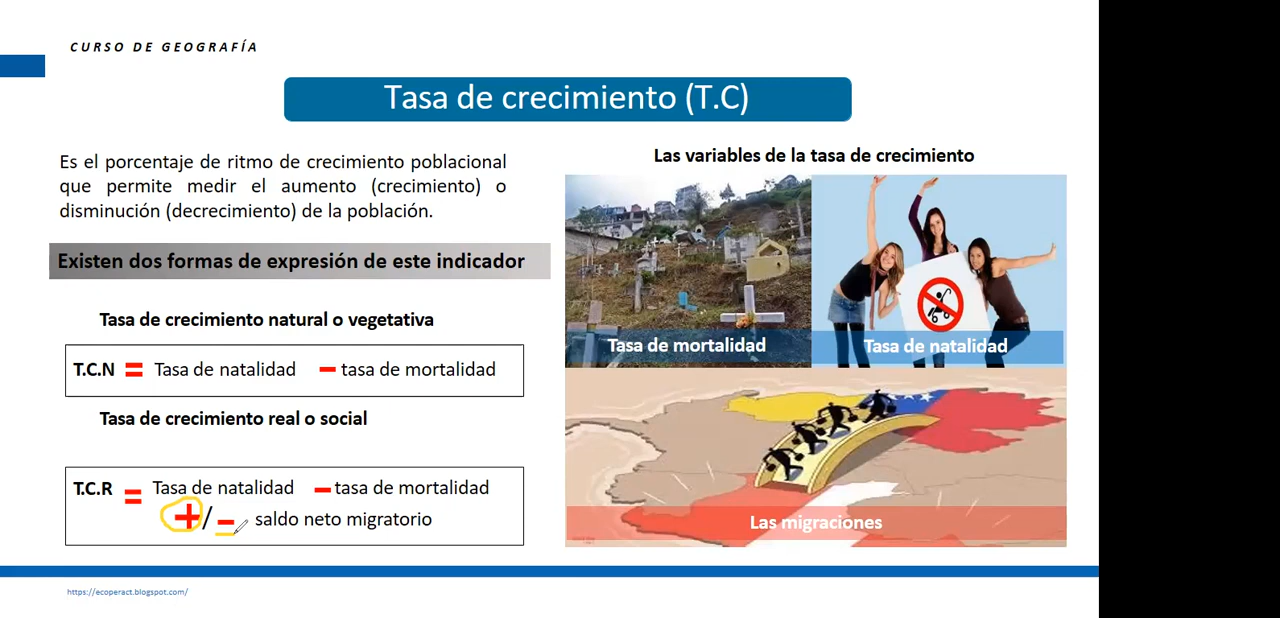 CURSO DE GEOGRAFÍA
Tasa de crecimiento (T.C)
Es el porcentaje de ritmo de crecimiento poblacional
que permite medir el aumento (crecimiento) o
disminución (decrecimiento) de la población.
Existen dos formas de expresión de este indicador
Tasa de crecimiento natural o vegetativa
T.C.N = Tasa de natalidad - tasa de mortalidad
Tasa de crecimiento real o social
T.C.R = Tasa de natalidad - tasa de mortalidad
+/- saldo neto migratorio
Las variables de la tasa de crecimiento
Tasa de mortalidad
Tasa de natalidad
Las migraciones
https://ecoperact.blogspot.com/